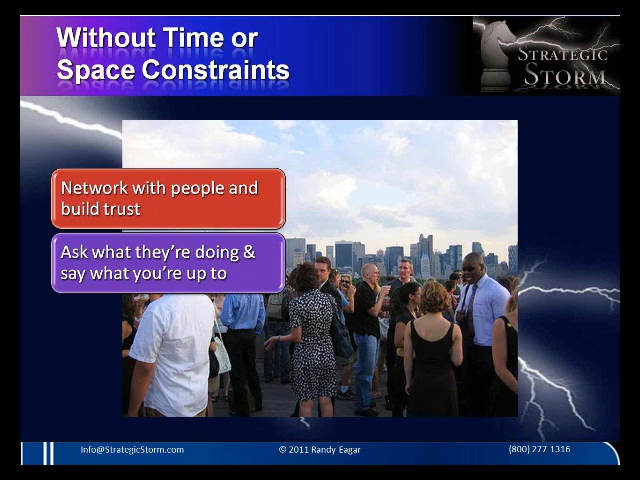 Without Time or
Space Constraints
STRATEGIC
STORM
Network with people and
build trust
Ask what they're doing &
say what you're up to
Info@StrategicStorm.com
© 2011 Randy Eagar
(800) 277 1316